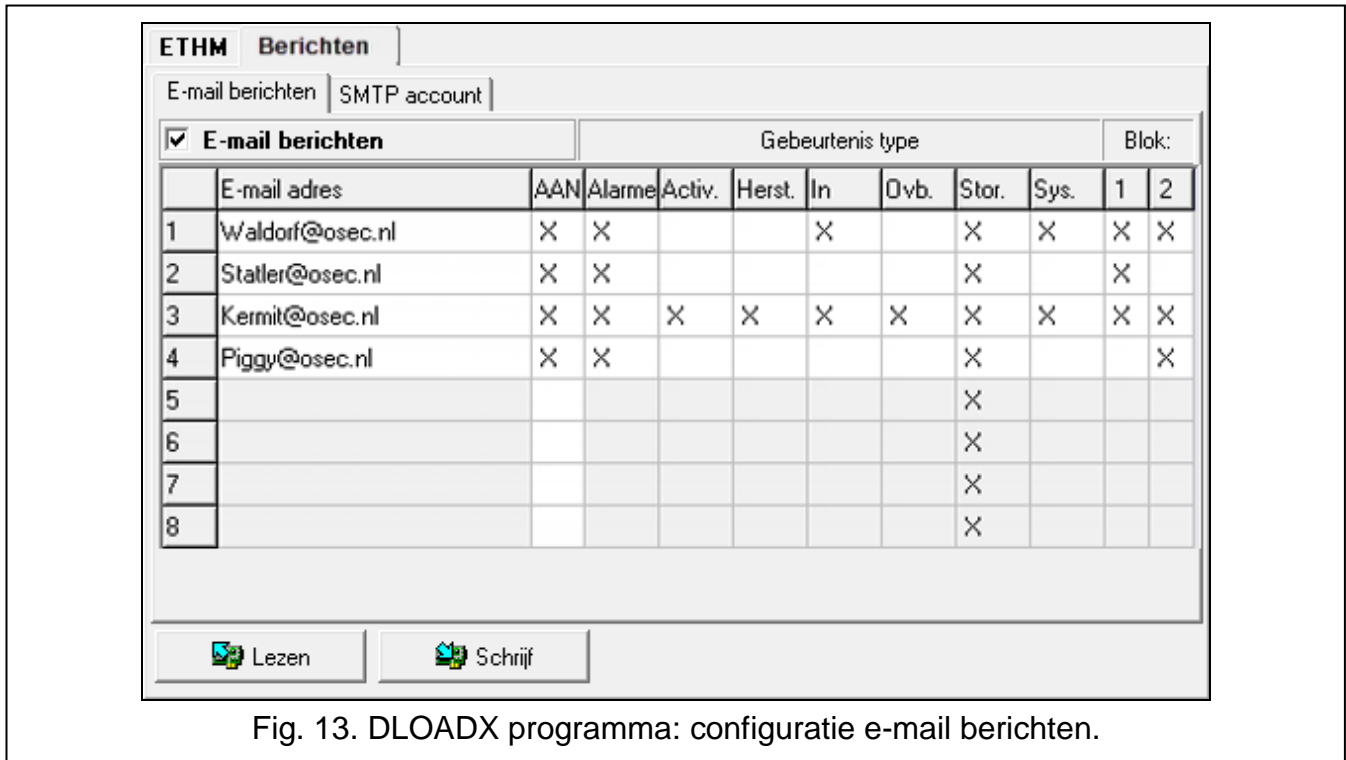 ETHM Berichten
E-mail berichten SMTP account
E-mail berichten Gebeurtenis type Blok:
E-mail adres AAN Alarme Activ. Herst. In Ovb. Stor. Sys. 1 2
1 Waldorf@osec.nl X X X X X X X
2 Statler@osec.nl X X X X
3 Kermit@osec.nl X X X X X X X X X X
4 Piggy@osec.nl X X X X
5 X
6 X
7 X
8 X
Lezen Schrijf
Fig. 13. DLOADX programma: configuratie e-mail berichten.